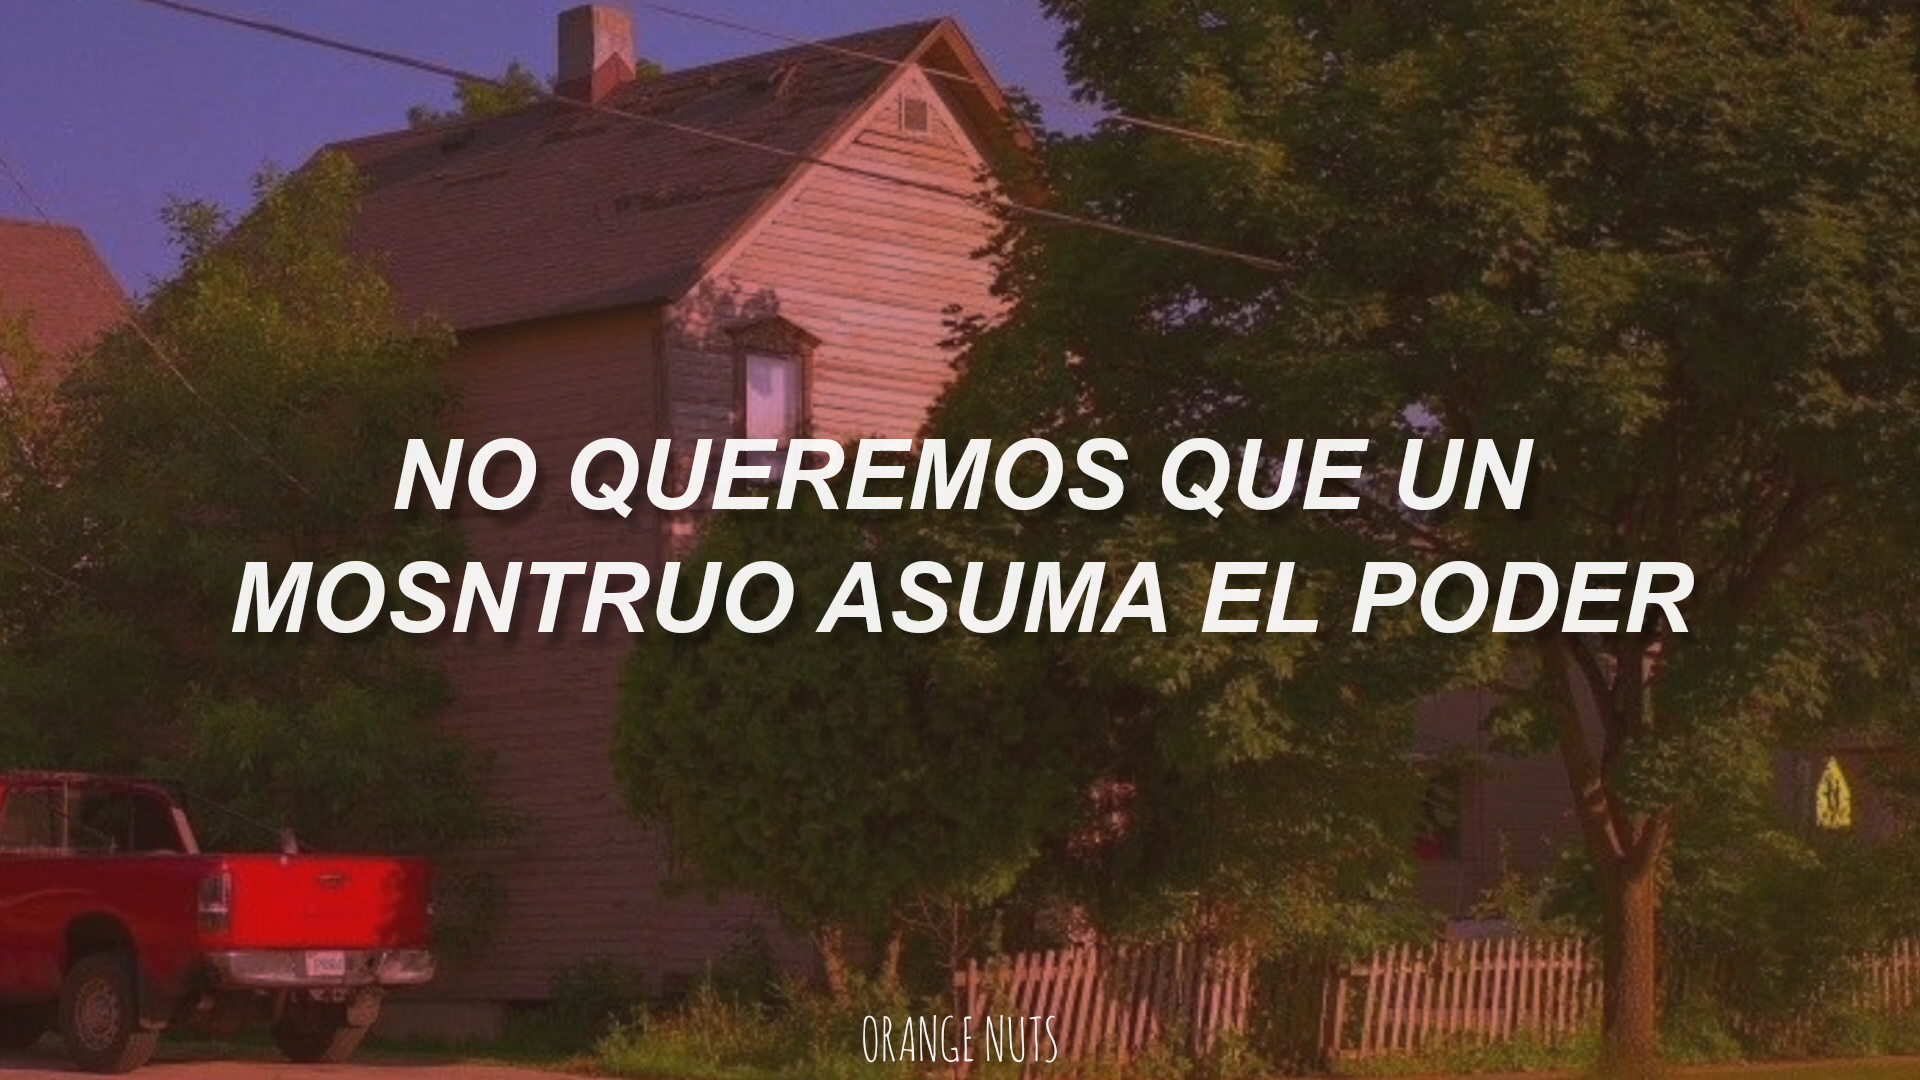 NO QUEREMOS QUE UN
MOSNTRUO ASUMA EL PODER
ORANGE NUTS